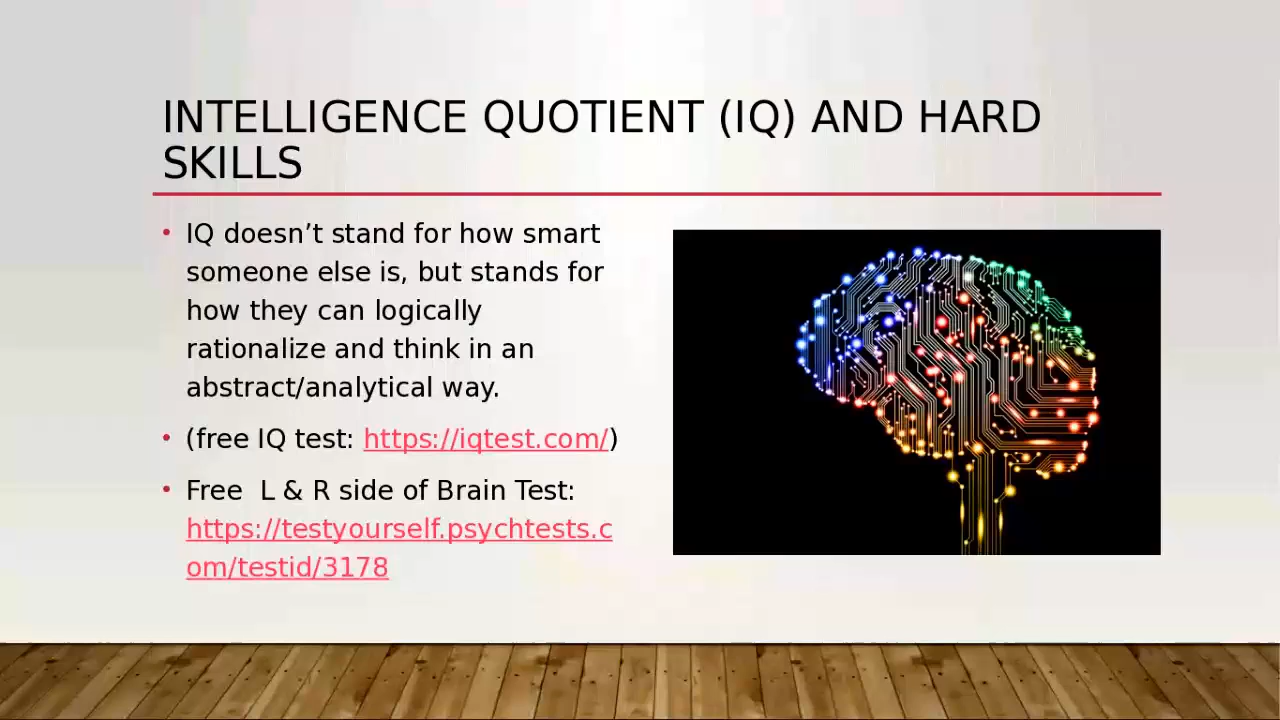 INTELLIGENCE QUOTIENT (IQ) AND HARD
SKILLS
• IQ doesn’t stand for how smart
someone else is, but stands for
how they can logically
rationalize and think in an
abstract/analytical way.
• (free IQ test: https://iqtest.com/)
• Free  L & R side of Brain Test:
https://testyourself.psychtests.c
om/testid/3178